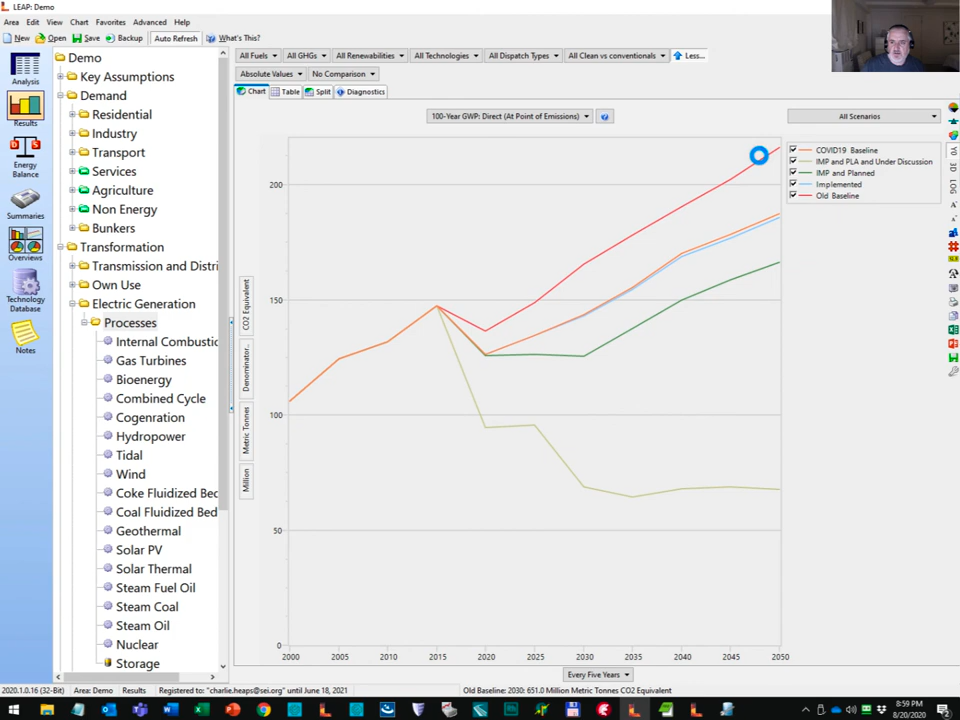 LEAP: Demo
Area Edit View Chart Favorites Advanced Help
New Open Save Backup Auto Refresh What's This?
Analysis
Results
Energy
Balance
Summaries
Overviews
Technology
Database
Notes
Demo
Key Assumptions
Demand
Residential
Industry
Transport
Services
Agriculture
Non Energy
Bunkers
Transformation
Transmission and Distri
Own Use
Electric Generation
Processes
Internal Combustic
Gas Turbines
Bioenergy
Combined Cycle
Cogenration
Hydropower
Tidal
Wind
Coke Fluidized Bed
Coal Fluidized Bed
Geothermal
Solar PV
Solar Thermal
Steam Fuel Oil
Steam Coal
Steam Oil
Nuclear
Storage
All Fuels All GHGs All Renewabilities All Technologies All Dispatch Types All Clean vs conventionals Less...
Absolute Values No Comparison
Chart Table Split Diagnostics
100-Year GWP: Direct (At Point of Emissions)
All Scenarios
COVID19 Baseline
IMP and PLA and Under Discussion
IMP and Planned
Implemented
Old Baseline
CO2 Equivalent
Denominator...
Metric Tonnes
Million
200
150
100
50
0
2000 2005 2010 2015 2020 2025 2030 2035 2040 2045 2050
Every Five Years
Y0
3D
LOG
2020.1.0.16 (32-Bit) Area: Demo Results Registered to: "charlie.heaps@sei.org" until June 18, 2021 Old Baseline: 2030: 651.0 Million Metric Tonnes CO2 Equivalent
8:59 PM
8/20/2020